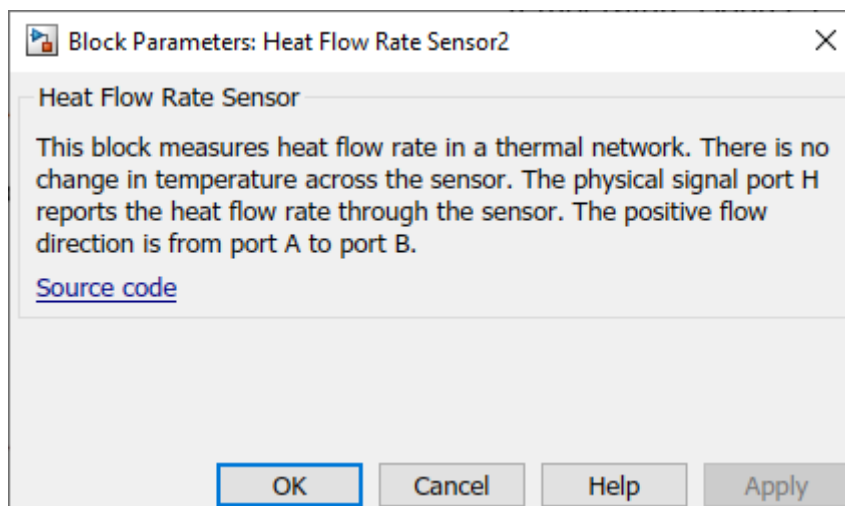 Block Parameters: Heat Flow Rate Sensor2
Heat Flow Rate Sensor
This block measures heat flow rate in a thermal network. There is no
change in temperature across the sensor. The physical signal port H
reports the heat flow rate through the sensor. The positive flow
direction is from port A to port B.
Source code
OK Cancel Help Apply